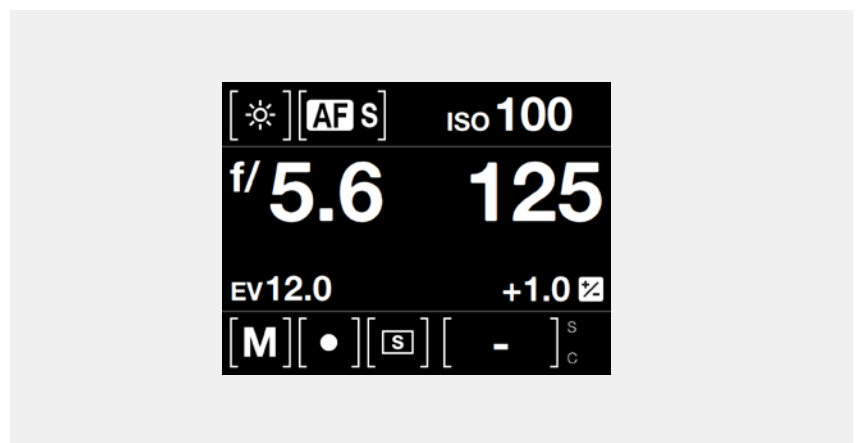 [ ][AF S] ISO 100
f/5.6 125
EV12.0 +1.0
[M][●][S][ - ] S
C